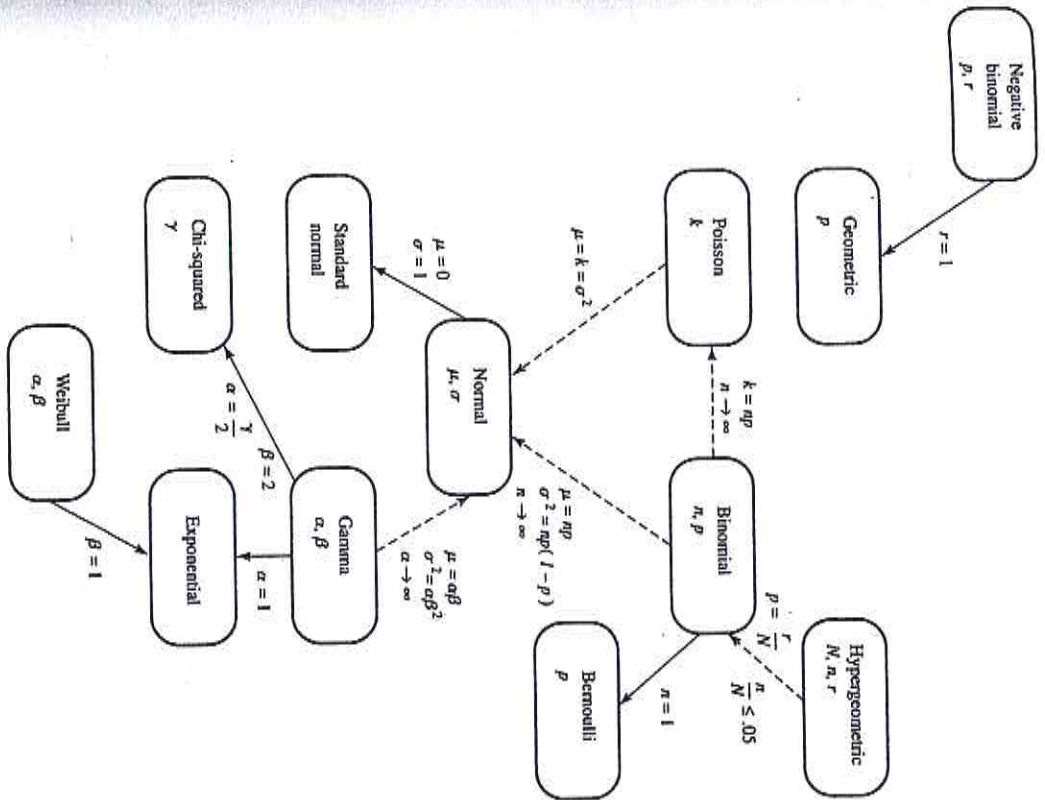 Negative
binomial
p, r
r = 1
Geometric
p
Poisson
k
k = np
n → ∞
Binomial
n, p
p = r/N
n/N ≤ .05
Hypergeometric
N, n, r
n = 1
Bernoulli
p
μ = k = σ²
μ = np
σ² = np(1 − p)
n → ∞
Normal
μ, σ
μ = 0
σ = 1
Standard
normal
μ = αβ
σ² = αβ²
α → ∞
Gamma
α, β
β = 2
α = γ/2
Chi-squared
γ
α = 1
Exponential
β = 1
Weibull
α, β